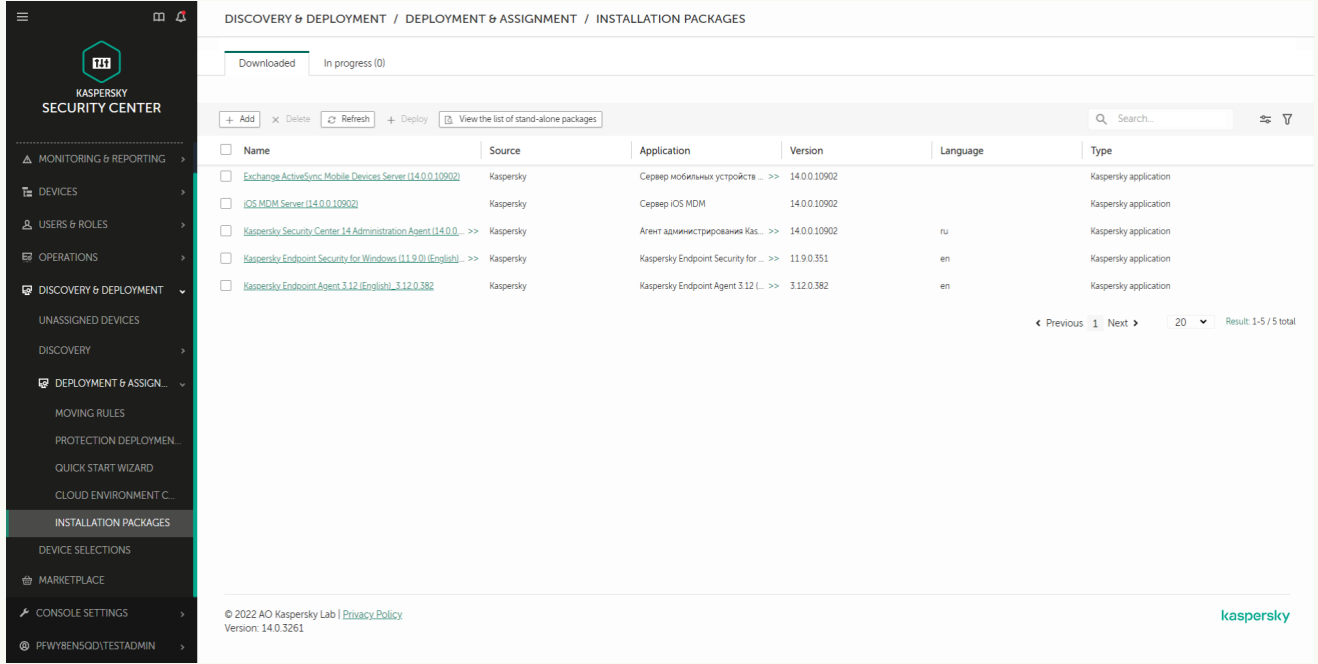 DISCOVERY & DEPLOYMENT / DEPLOYMENT & ASSIGNMENT / INSTALLATION PACKAGES
KASPERSKY
SECURITY CENTER
MONITORING & REPORTING
DEVICES
USERS & ROLES
OPERATIONS
DISCOVERY & DEPLOYMENT
UNASSIGNED DEVICES
DISCOVERY
DEPLOYMENT & ASSIGN...
MOVING RULES
PROTECTION DEPLOYMEN...
QUICK START WIZARD
CLOUD ENVIRONMENT C...
INSTALLATION PACKAGES
DEVICE SELECTIONS
MARKETPLACE
CONSOLE SETTINGS
PFWY8EN5QD\TESTADMIN
Downloaded In progress (0)
+ Add × Delete Refresh + Deploy View the list of stand-alone packages Search...
Name Source Application Version Language Type
Exchange ActiveSync Mobile Devices Server (14.0.0.10902) Kaspersky Сервер мобильных устройств ... >> 14.0.0.10902 Kaspersky application
iOS MDM Server (14.0.0.10902) Kaspersky Сервер iOS MDM 14.0.0.10902 Kaspersky application
Kaspersky Security Center 14 Administration Agent (14.0.0.... >> Kaspersky Агент администрирования Kas... >> 14.0.0.10902 ru Kaspersky application
Kaspersky Endpoint Security for Windows (11.9.0) (English)... >> Kaspersky Kaspersky Endpoint Security for ... >> 11.9.0.351 en Kaspersky application
Kaspersky Endpoint Agent 3.12 (English)_3.12.0.382 Kaspersky Kaspersky Endpoint Agent 3.12 (... >> 3.12.0.382 en Kaspersky application
Previous 1 Next 20 Result: 1-5 / 5 total
© 2022 AO Kaspersky Lab | Privacy Policy
Version: 14.0.3261
kaspersky